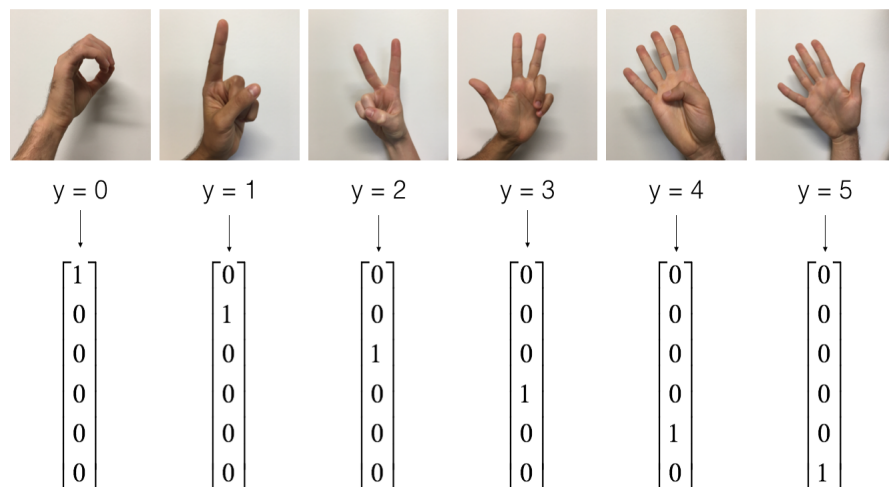 y = 0 y = 1 y = 2 y = 3 y = 4 y = 5
1 0 0 0 0 0
0 1 0 0 0 0
0 0 1 0 0 0
0 0 0 1 0 0
0 0 0 0 1 0
0 0 0 0 0 1